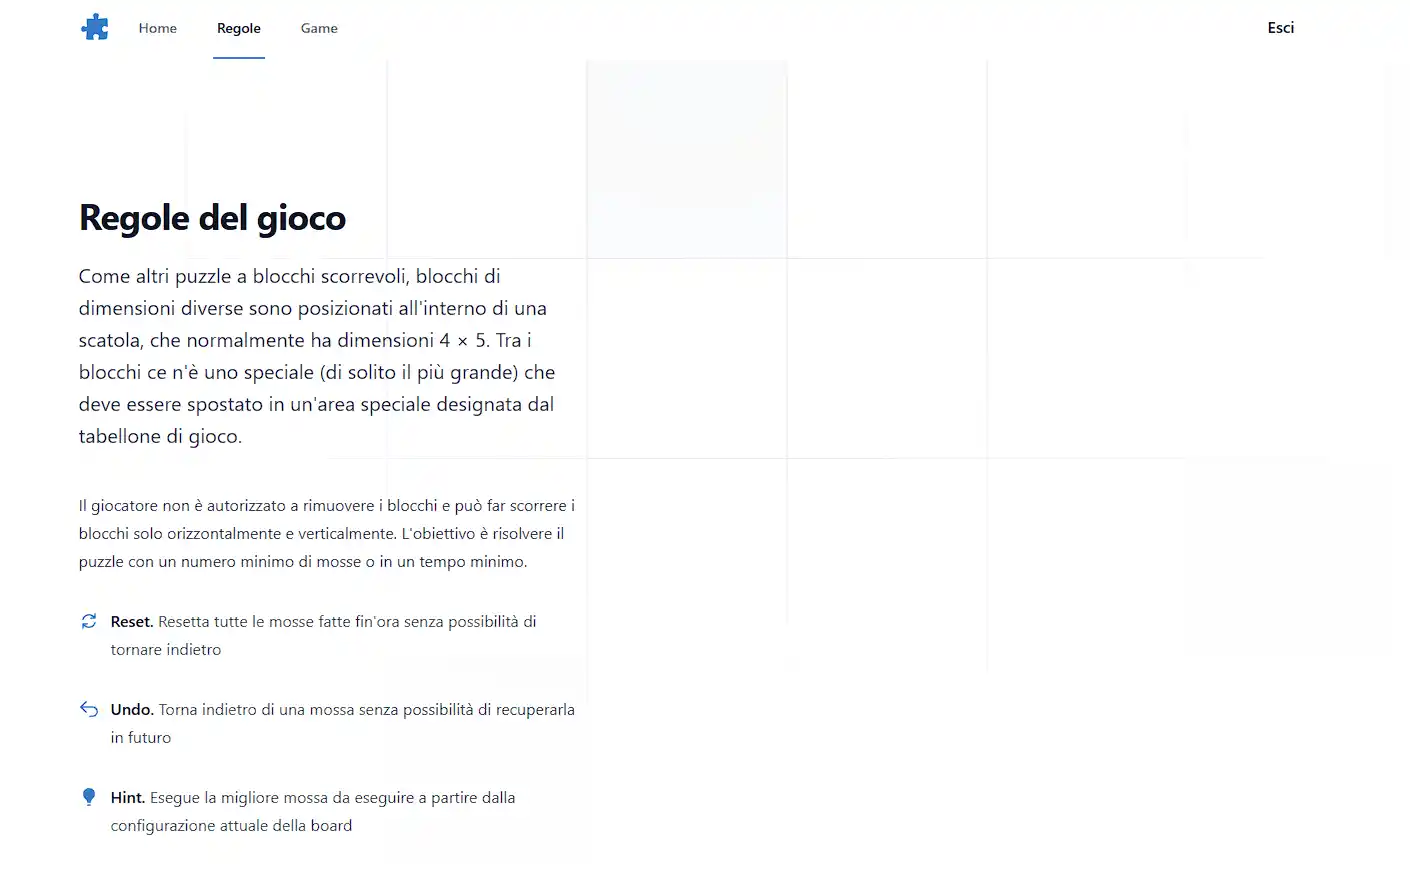 Home
Regole
Game
Esci
Regole del gioco
Come altri puzzle a blocchi scorrevoli, blocchi di
dimensioni diverse sono posizionati all'interno di una
scatola, che normalmente ha dimensioni 4 × 5. Tra i
blocchi ce n'è uno speciale (di solito il più grande) che
deve essere spostato in un'area speciale designata dal
tabellone di gioco.
Il giocatore non è autorizzato a rimuovere i blocchi e può far scorrere i
blocchi solo orizzontalmente e verticalmente. L'obiettivo è risolvere il
puzzle con un numero minimo di mosse o in un tempo minimo.
Reset. Resetta tutte le mosse fatte fin'ora senza possibilità di
tornare indietro
Undo. Torna indietro di una mossa senza possibilità di recuperarla
in futuro
Hint. Esegue la migliore mossa da eseguire a partire dalla
configurazione attuale della board